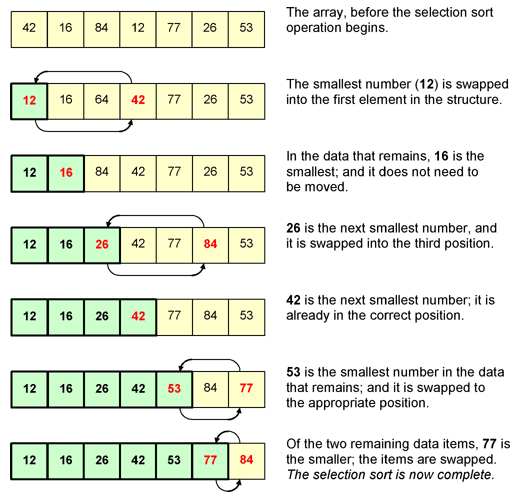 42 16 84 12 77 26 53
The array, before the selection sort
operation begins.
12 16 64 42 77 26 53
The smallest number (12) is swapped
into the first element in the structure.
12 16 84 42 77 26 53
In the data that remains, 16 is the
smallest; and it does not need to
be moved.
12 16 26 42 77 84 53
26 is the next smallest number, and
it is swapped into the third position.
12 16 26 42 77 84 53
42 is the next smallest number; it is
already in the correct position.
12 16 26 42 53 84 77
53 is the smallest number in the data
that remains; and it is swapped to
the appropriate position.
12 16 26 42 53 77 84
Of the two remaining data items, 77 is
the smaller; the items are swapped.
The selection sort is now complete.